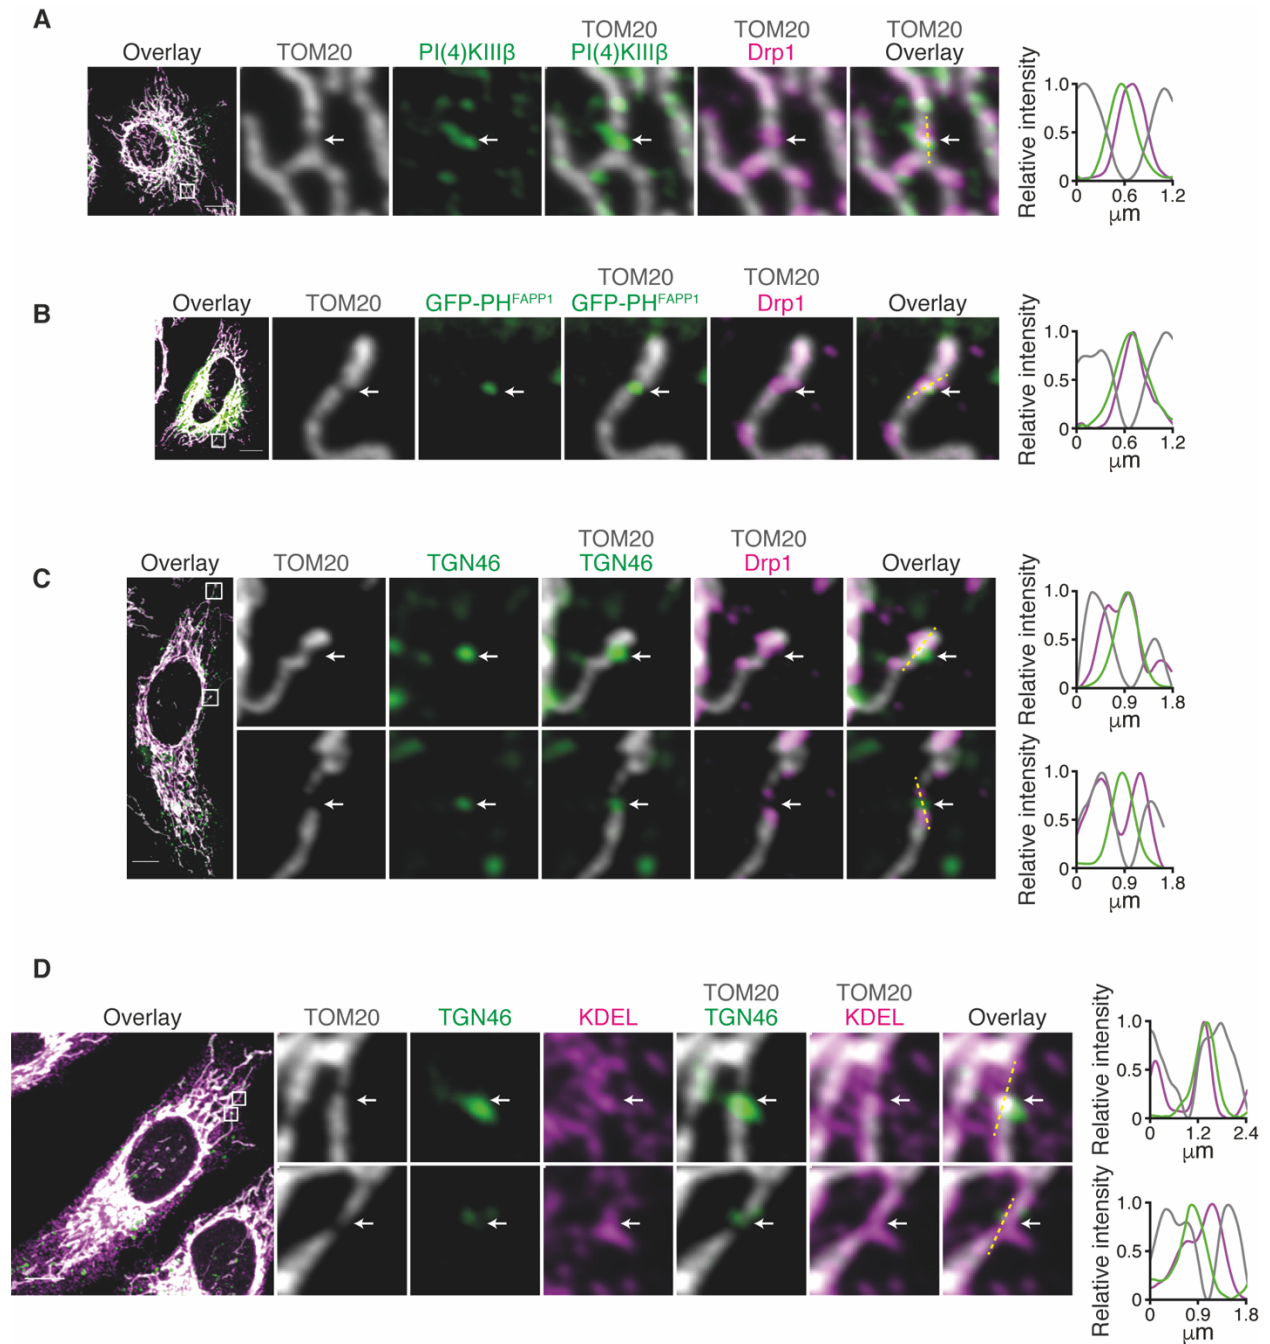 A
TOM20 TOM20 TOM20
Overlay TOM20 PI(4)KIIIβ PI(4)KIIIβ Drp1 Overlay
Relative intensity
1.0
0.5
0
0 0.6 1.2
μm
B
TOM20 TOM20
Overlay TOM20 GFP-PHFAPP1 GFP-PHFAPP1 Drp1 Overlay
Relative intensity
1.0
0.5
0
0 0.6 1.2
μm
C
TOM20 TOM20
Overlay TOM20 TGN46 TGN46 Drp1 Overlay
Relative intensity
1.0
0.5
0
0 0.9 1.8
μm
Relative intensity
1.0
0.5
0
0 0.9 1.8
μm
D
TOM20 TOM20
Overlay TOM20 TGN46 KDEL TGN46 KDEL Overlay
Relative intensity
1.0
0.5
0
0 1.2 2.4
μm
Relative intensity
1.0
0.5
0
0 0.9 1.8
μm